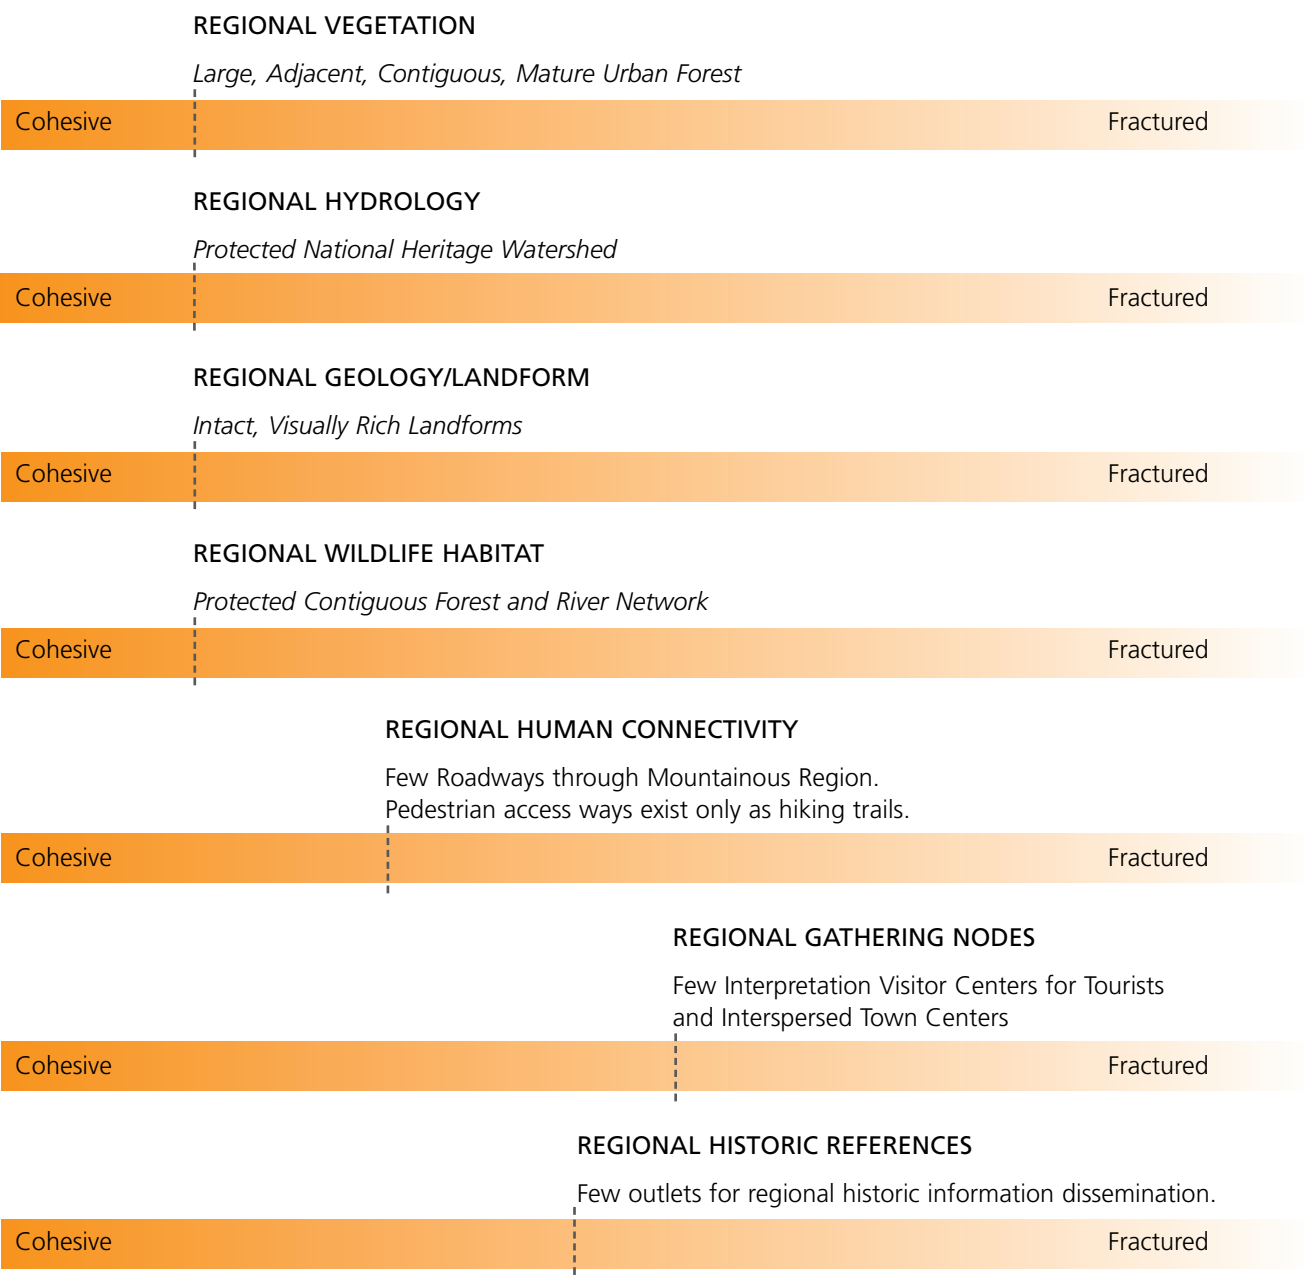 REGIONAL VEGETATION
Large, Adjacent, Contiguous, Mature Urban Forest
Cohesive Fractured
REGIONAL HYDROLOGY
Protected National Heritage Watershed
Cohesive Fractured
REGIONAL GEOLOGY/LANDFORM
Intact, Visually Rich Landforms
Cohesive Fractured
REGIONAL WILDLIFE HABITAT
Protected Contiguous Forest and River Network
Cohesive Fractured
REGIONAL HUMAN CONNECTIVITY
Few Roadways through Mountainous Region.
Pedestrian access ways exist only as hiking trails.
Cohesive Fractured
REGIONAL GATHERING NODES
Few Interpretation Visitor Centers for Tourists
and Interspersed Town Centers
Cohesive Fractured
REGIONAL HISTORIC REFERENCES
Few outlets for regional historic information dissemination.
Cohesive Fractured